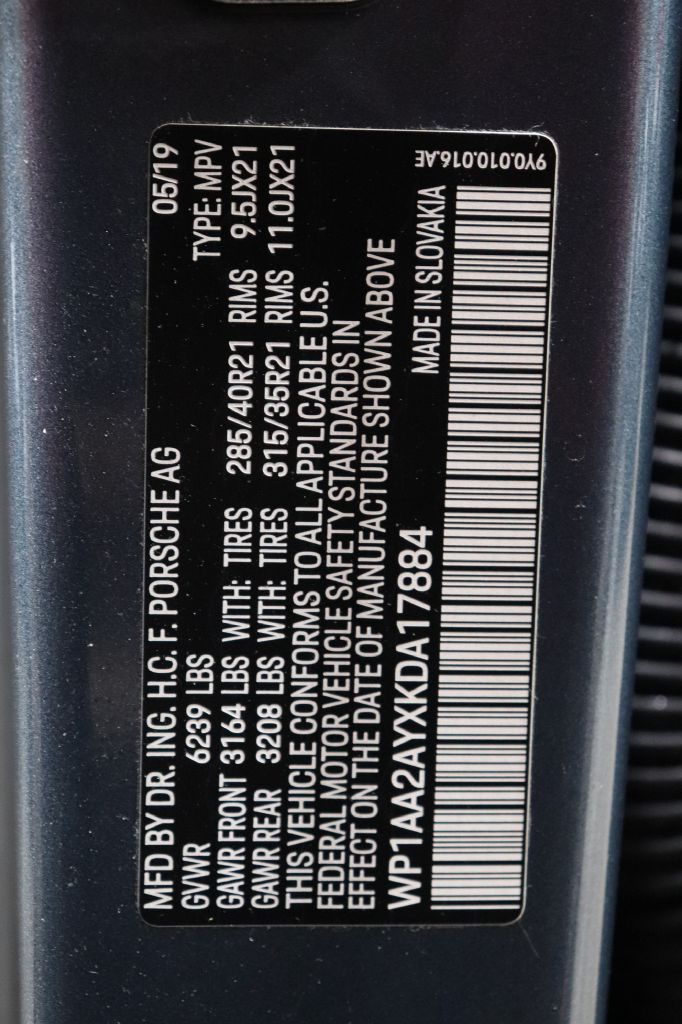 MFD BY DR. ING. H.C. F. PORSCHE AG 05/19
GVWR 6239 LBS TYPE: MPV
GAWR FRONT 3164 LBS WITH: TIRES 285/40R21 RIMS 9.5JX21
GAWR REAR 3208 LBS WITH: TIRES 315/35R21 RIMS 11.0JX21
THIS VEHICLE CONFORMS TO ALL APPLICABLE U.S.
FEDERAL MOTOR VEHICLE SAFETY STANDARDS IN
EFFECT ON THE DATE OF MANUFACTURE SHOWN ABOVE
WP1AA2AYXKDA17884 MADE IN SLOVAKIA
9Y0.010.016.AE